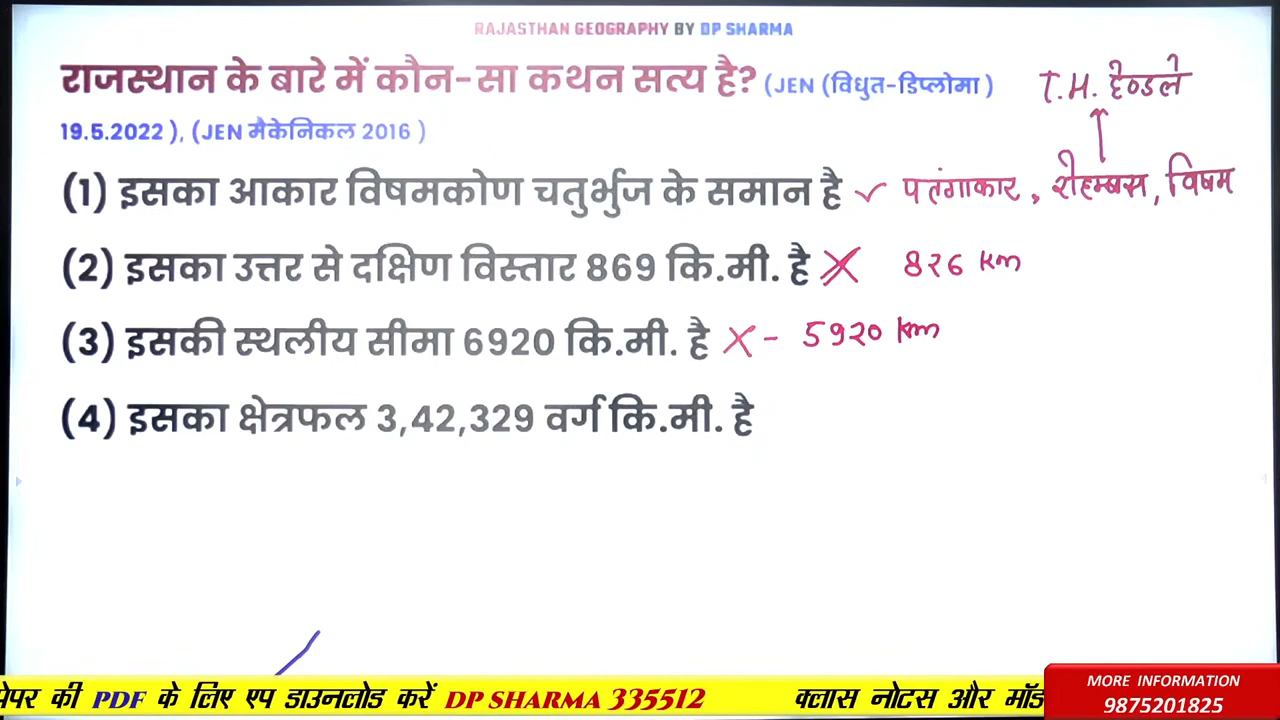 RAJASTHAN GEOGRAPHY BY DP SHARMA
राजस्थान के बारे में कौन-सा कथन सत्य है? (JEN (विधुत-डिप्लोमा )
19.5.2022 ), (JEN मैकेनिकल 2016 )
T.H. हेण्डले
(1) इसका आकार विषमकोण चतुर्भुज के समान है ✓ पतंगाकार, रोहम्बस, विषम
(2) इसका उत्तर से दक्षिण विस्तार 869 कि.मी. है X 826 km
(3) इसकी स्थलीय सीमा 6920 कि.मी. है X - 5920 km
(4) इसका क्षेत्रफल 3,42,329 वर्ग कि.मी. है
पेपर की PDF के लिए एप डाउनलोड करें DP SHARMA 335512 क्लास नोटस और मॉड
MORE INFORMATION
9875201825